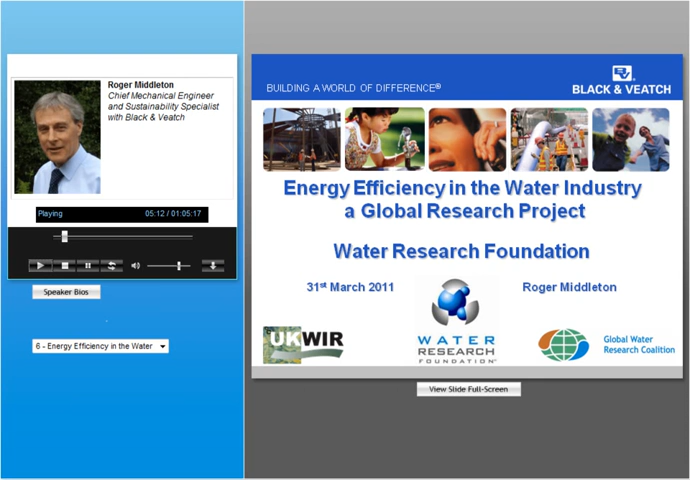 Roger Middleton
Chief Mechanical Engineer
and Sustainability Specialist
with Black & Veatch
Playing 05:12 / 01:05:17
Speaker Bios
6 - Energy Efficiency in the Water
BUILDING A WORLD OF DIFFERENCE®
BV
BLACK & VEATCH
Energy Efficiency in the Water Industry
a Global Research Project
Water Research Foundation
31st March 2011 Roger Middleton
UKWIR
WATER
RESEARCH
FOUNDATION
Global Water
Research Coalition
View Slide Full-Screen